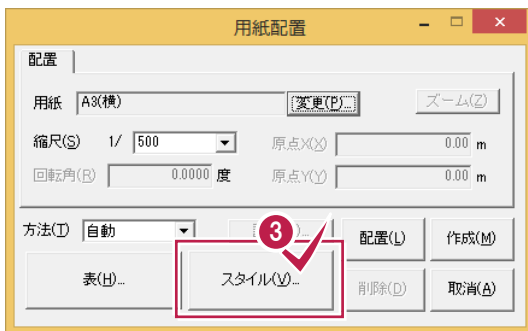 用紙配置
配置
用紙 A3(横) 変更(P)... ズーム(Z)
縮尺(S) 1/ 500 原点X(X) 0.00 m
回転角(R) 0.0000 度 原点Y(Y) 0.00 m
方法(T) 自動 3 配置(L) 作成(M)
表(H)... スタイル(V)... 削除(D) 取消(A)